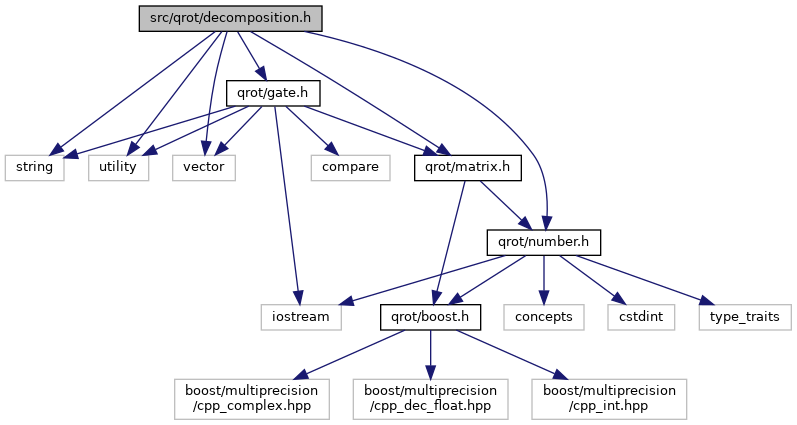 src/qrot/decomposition.h
qrot/gate.h
string
utility
vector
compare
qrot/matrix.h
qrot/number.h
iostream
qrot/boost.h
concepts
cstdint
type_traits
boost/multiprecision
/cpp_complex.hpp
boost/multiprecision
/cpp_dec_float.hpp
boost/multiprecision
/cpp_int.hpp